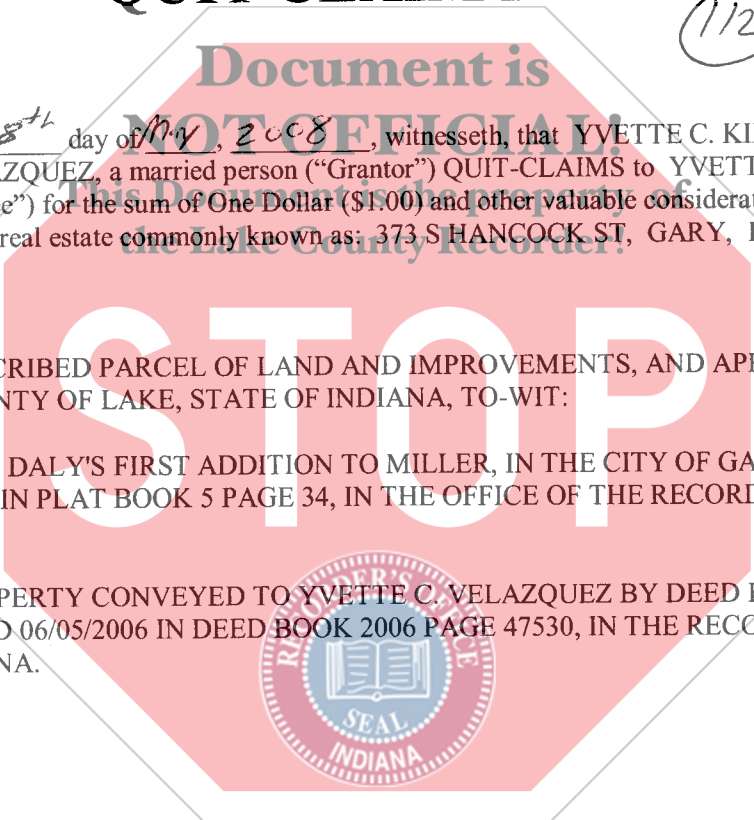 QUIT CLAIM
112
Document is
NOT OFFICIAL!
8th day of May, 2008, witnesseth, that YVETTE C. KI
ZQUEZ, a married person ("Grantor") QUIT-CLAIMS to YVETT
This Document is the property of
e") for the sum of One Dollar ($1.00) and other valuable considera
real estate commonly known as: 373 S HANCOCK ST, GARY,
the Lake County Recorder!
STOP
CRIBED PARCEL OF LAND AND IMPROVEMENTS, AND AP
NTY OF LAKE, STATE OF INDIANA, TO-WIT:
DALY'S FIRST ADDITION TO MILLER, IN THE CITY OF GA
IN PLAT BOOK 5 PAGE 34, IN THE OFFICE OF THE RECORD
PERTY CONVEYED TO YVETTE C. VELAZQUEZ BY DEED
D 06/05/2006 IN DEED BOOK 2006 PAGE 47530, IN THE RECO
NA.
RECORDER'S OFFICE
SEAL
INDIANA